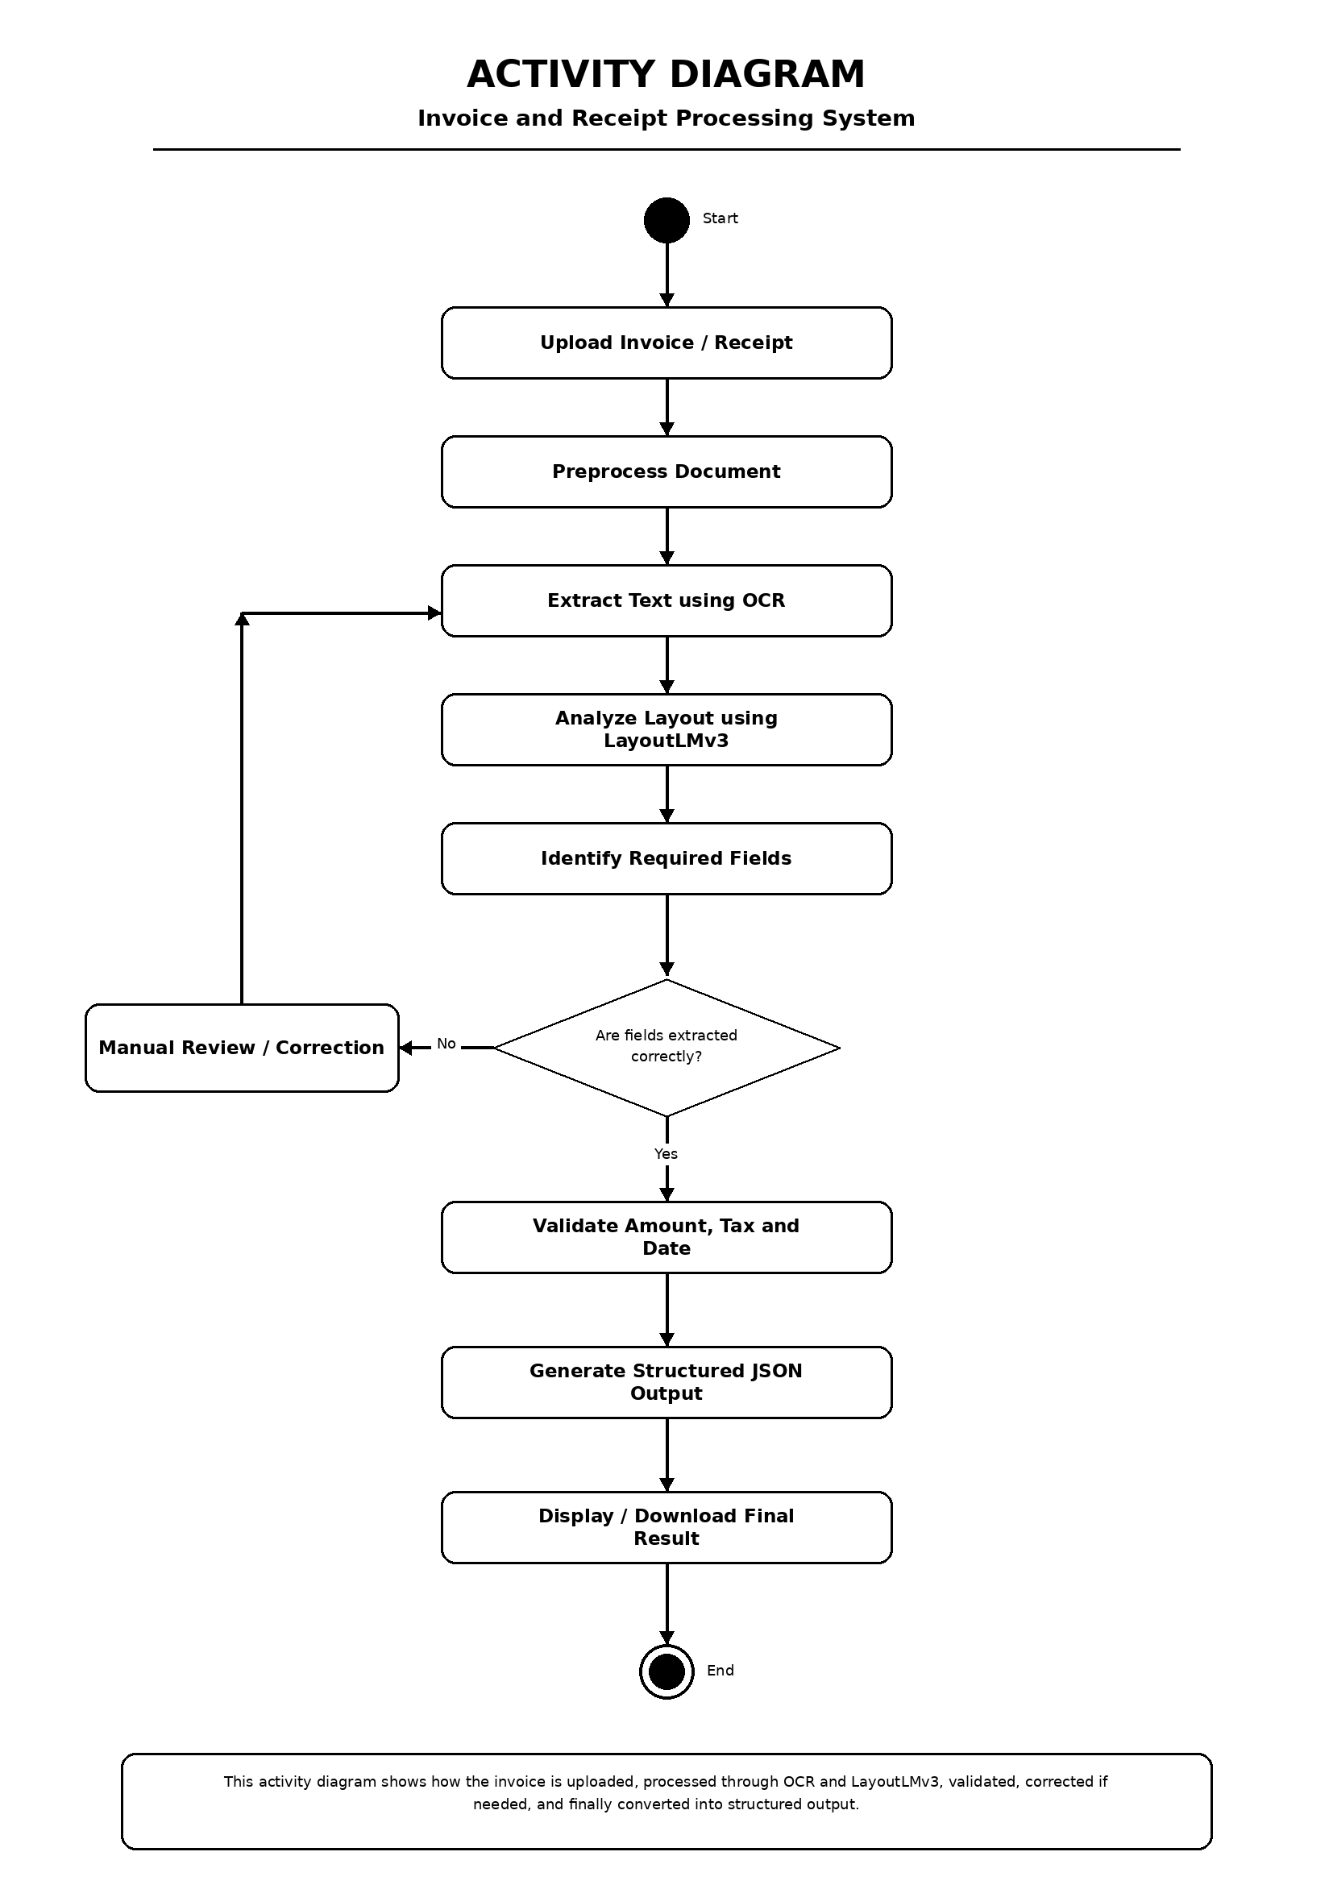 ACTIVITY DIAGRAM
Invoice and Receipt Processing System
Start
Upload Invoice / Receipt
Preprocess Document
Extract Text using OCR
Analyze Layout using
LayoutLMv3
Identify Required Fields
Are fields extracted
correctly?
No
Manual Review / Correction
Yes
Validate Amount, Tax and
Date
Generate Structured JSON
Output
Display / Download Final
Result
End
This activity diagram shows how the invoice is uploaded, processed through OCR and LayoutLMv3, validated, corrected if
needed, and finally converted into structured output.